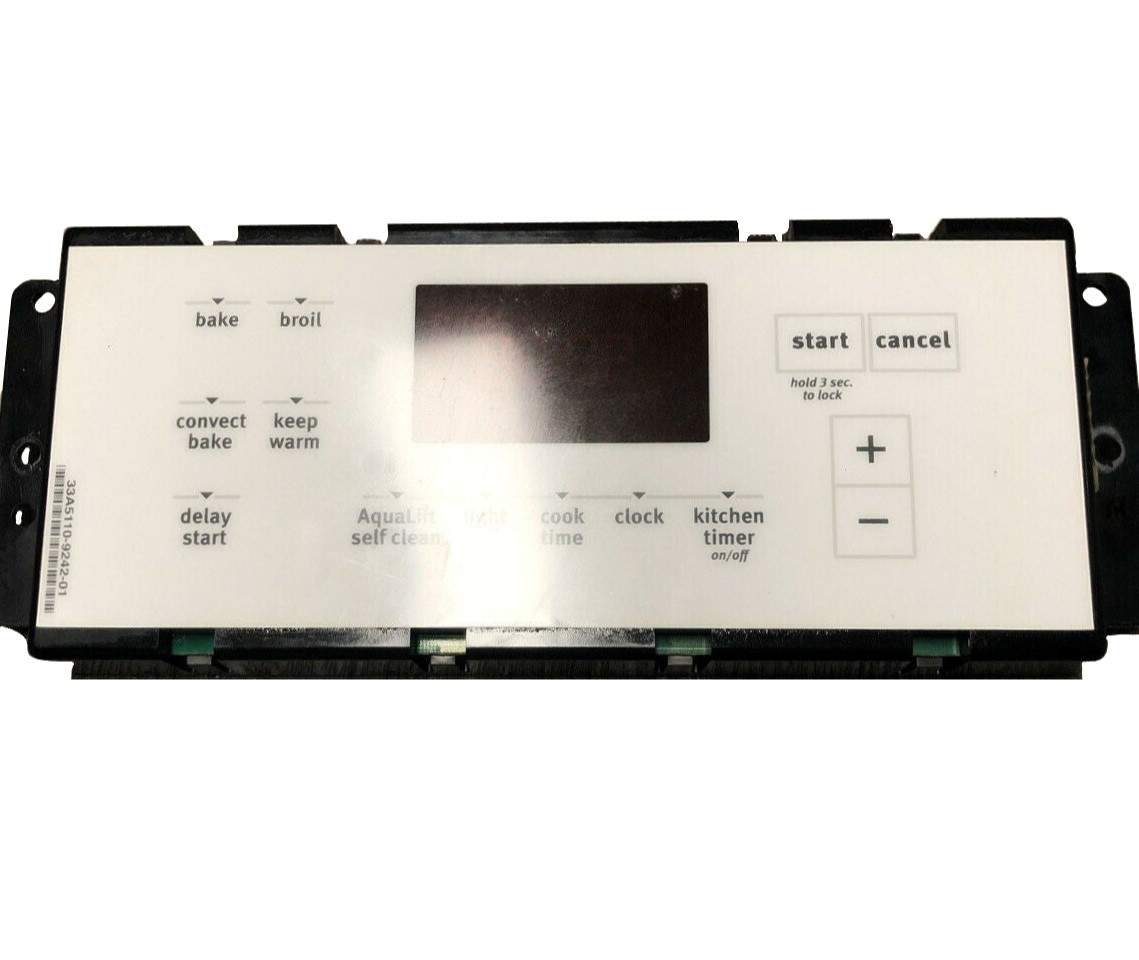 bake
broil
start
cancel
hold 3 sec.
to lock
convect
bake
keep
warm
+
−
delay
start
AquaLift
self clean
light
cook
time
clock
kitchen
timer
on/off
33A5110-9242-01